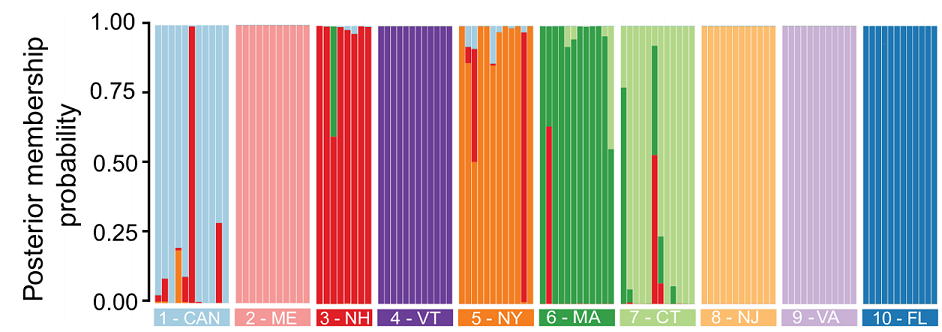 Posterior membership
probability
1.00
0.75
0.50
0.25
0.00
1 - CAN
2 - ME
3 - NH
4 - VT
5 - NY
6 - MA
7 - CT
8 - NJ
9 - VA
10 - FL